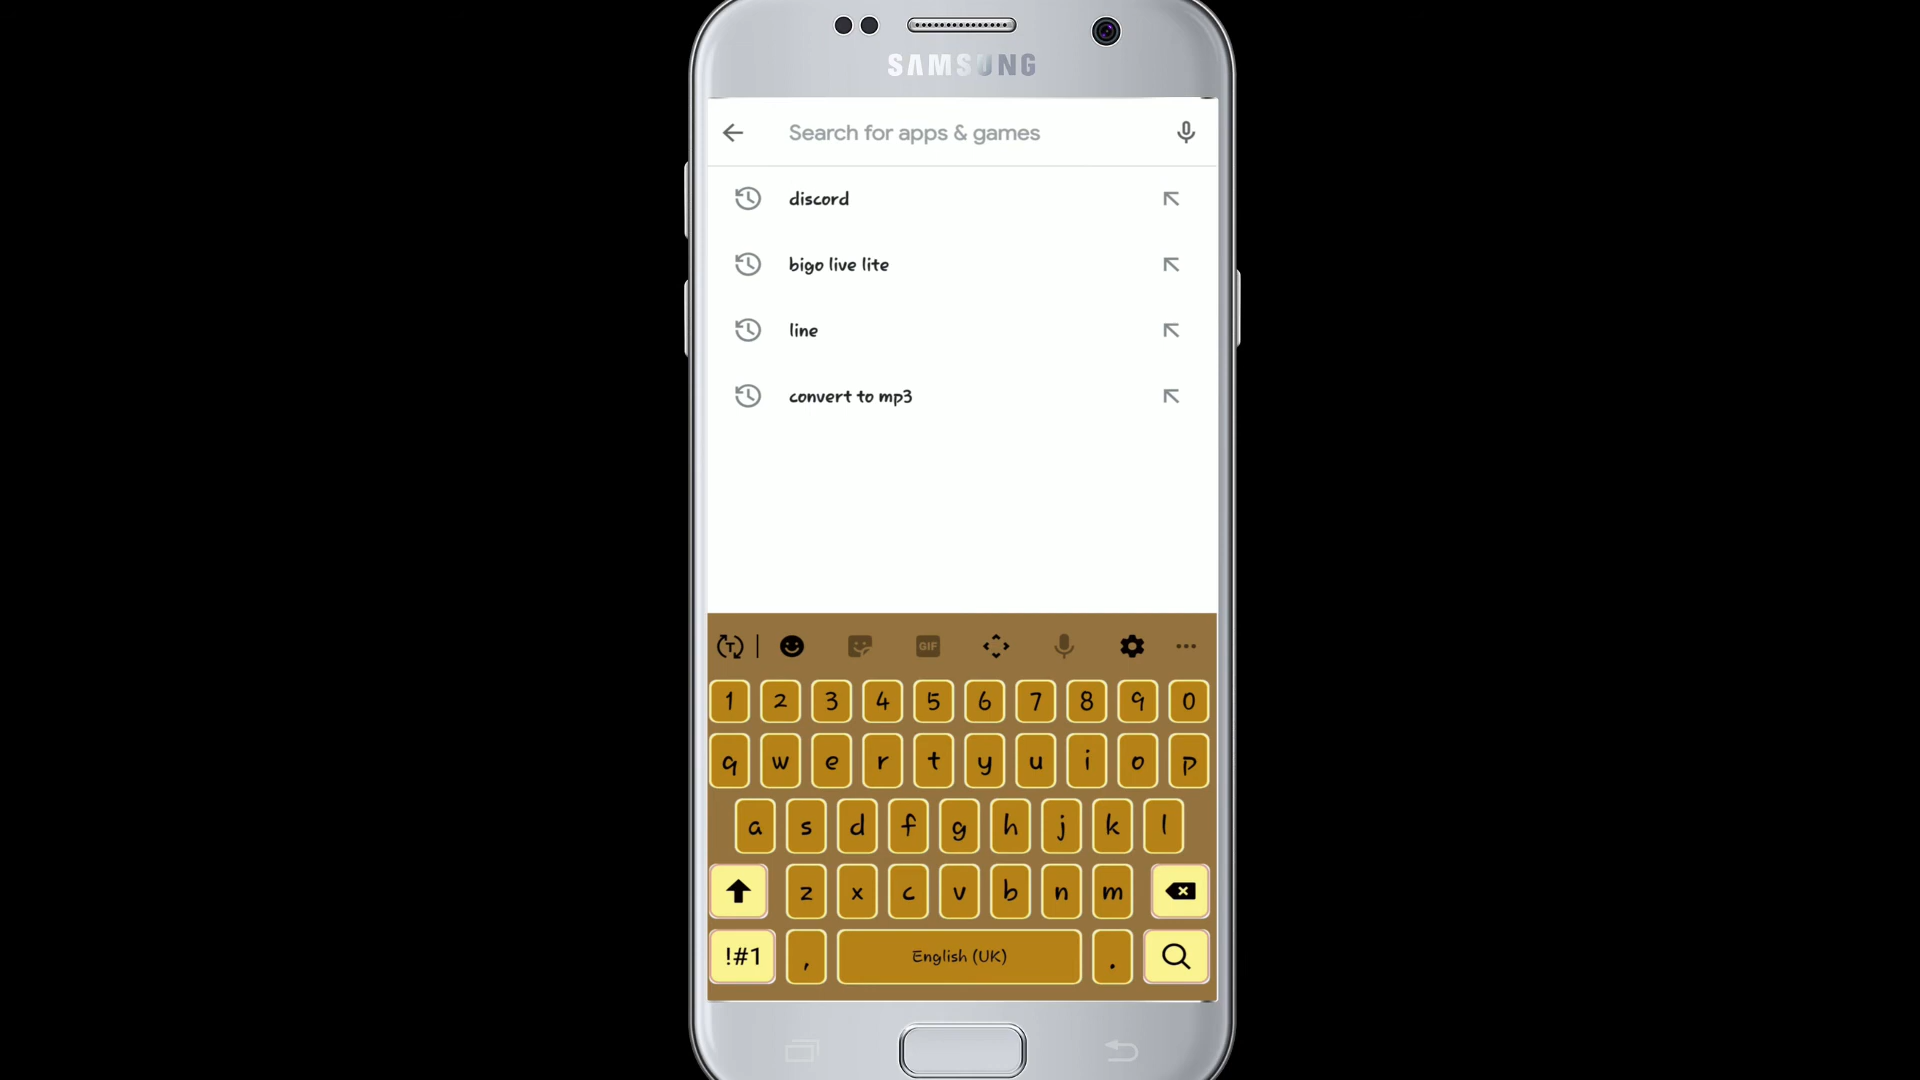 SAMSUNG
Search for apps & games
discord
bigo live lite
line
convert to mp3
T GIF
1 2 3 4 5 6 7 8 9 0
q w e r t y u i o p
a s d f g h j k l
z x c v b n m
!#1 , English (UK) .